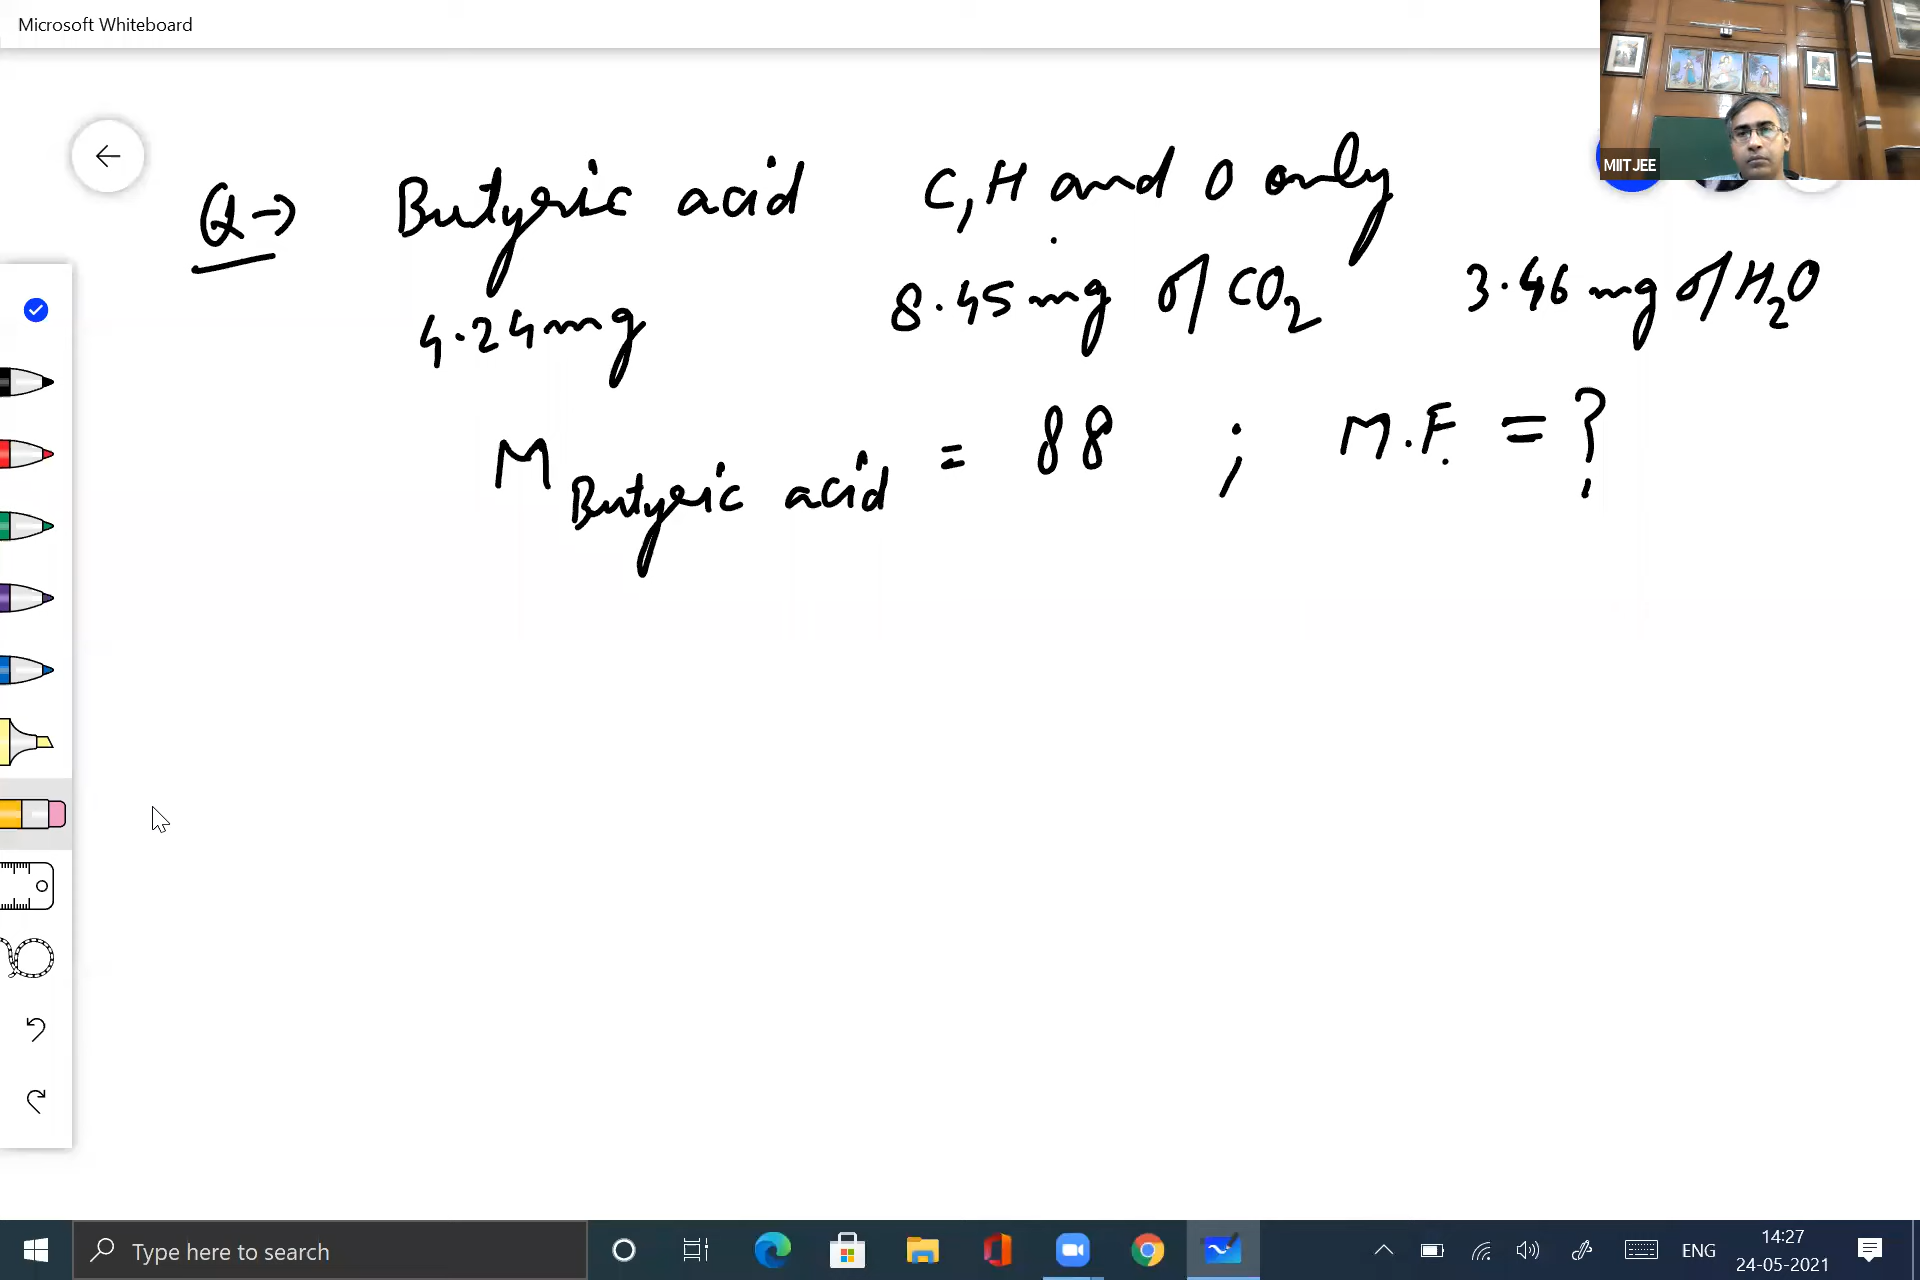 Microsoft Whiteboard
MIIT JEE
Q→ Butyric acid C, H and O only
4.24 mg 8.45 mg of CO₂ 3.46 mg of H₂O
M Butyric acid = 88 ; M.F. = ?
Type here to search
ENG
14:27
24-05-2021